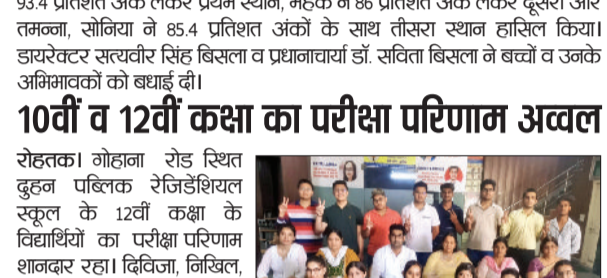 93.4 प्रतिशत अंक लेकर प्रथम स्थान, महक ने 86 प्रतिशत अंक लेकर दूसरा और
तमन्ना, सोनिया ने 85.4 प्रतिशत अंकों के साथ तीसरा स्थान हासिल किया।
डायरेक्टर सत्यवीर सिंह बिसला व प्रधानाचार्या डॉ. सविता बिसला ने बच्चों व उनके
अभिभावकों को बधाई दी।
10वीं व 12वीं कक्षा का परीक्षा परिणाम अव्वल
रोहतक। गोहाना रोड स्थित
दुहन पब्लिक रेजिडेंशियल
स्कूल के 12वीं कक्षा के
विद्यार्थियों का परीक्षा परिणाम
शानदार रहा। दिविजा, निखिल,